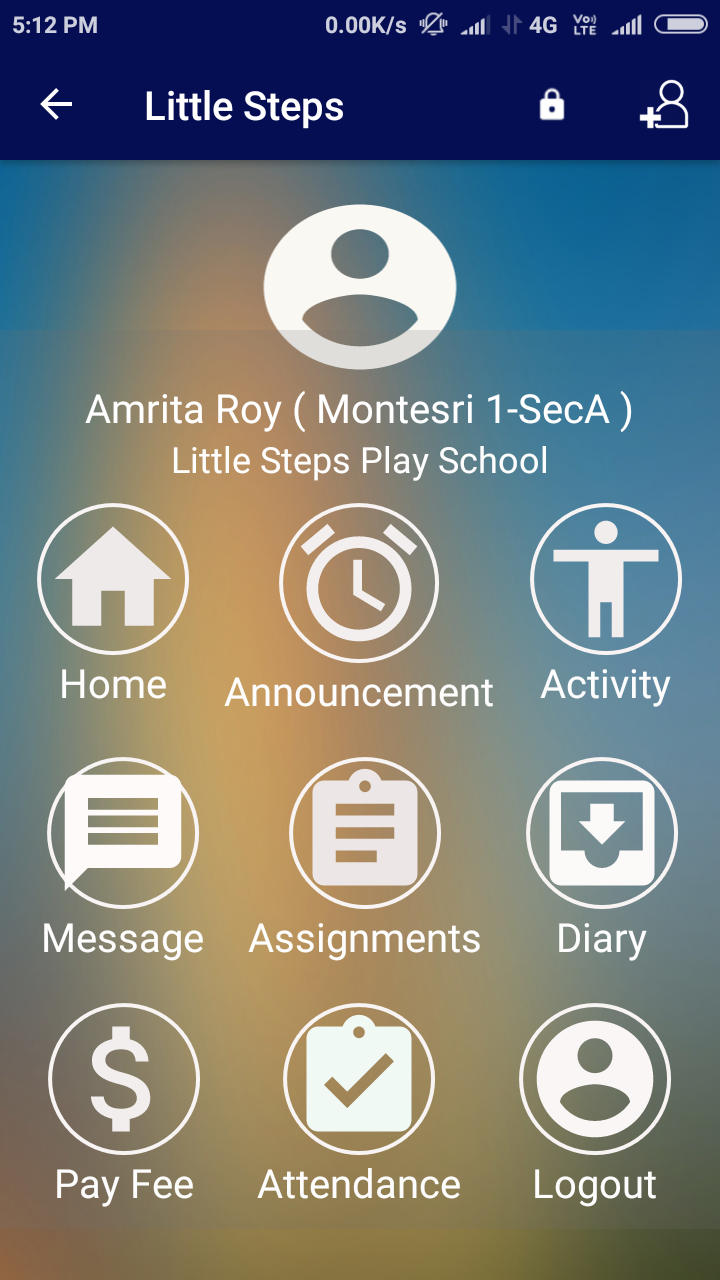 5:12 PM 0.00K/s 4G Vo)) LTE
Little Steps
Amrita Roy ( Montesri 1-SecA )
Little Steps Play School
Home Announcement Activity
Message Assignments Diary
Pay Fee Attendance Logout